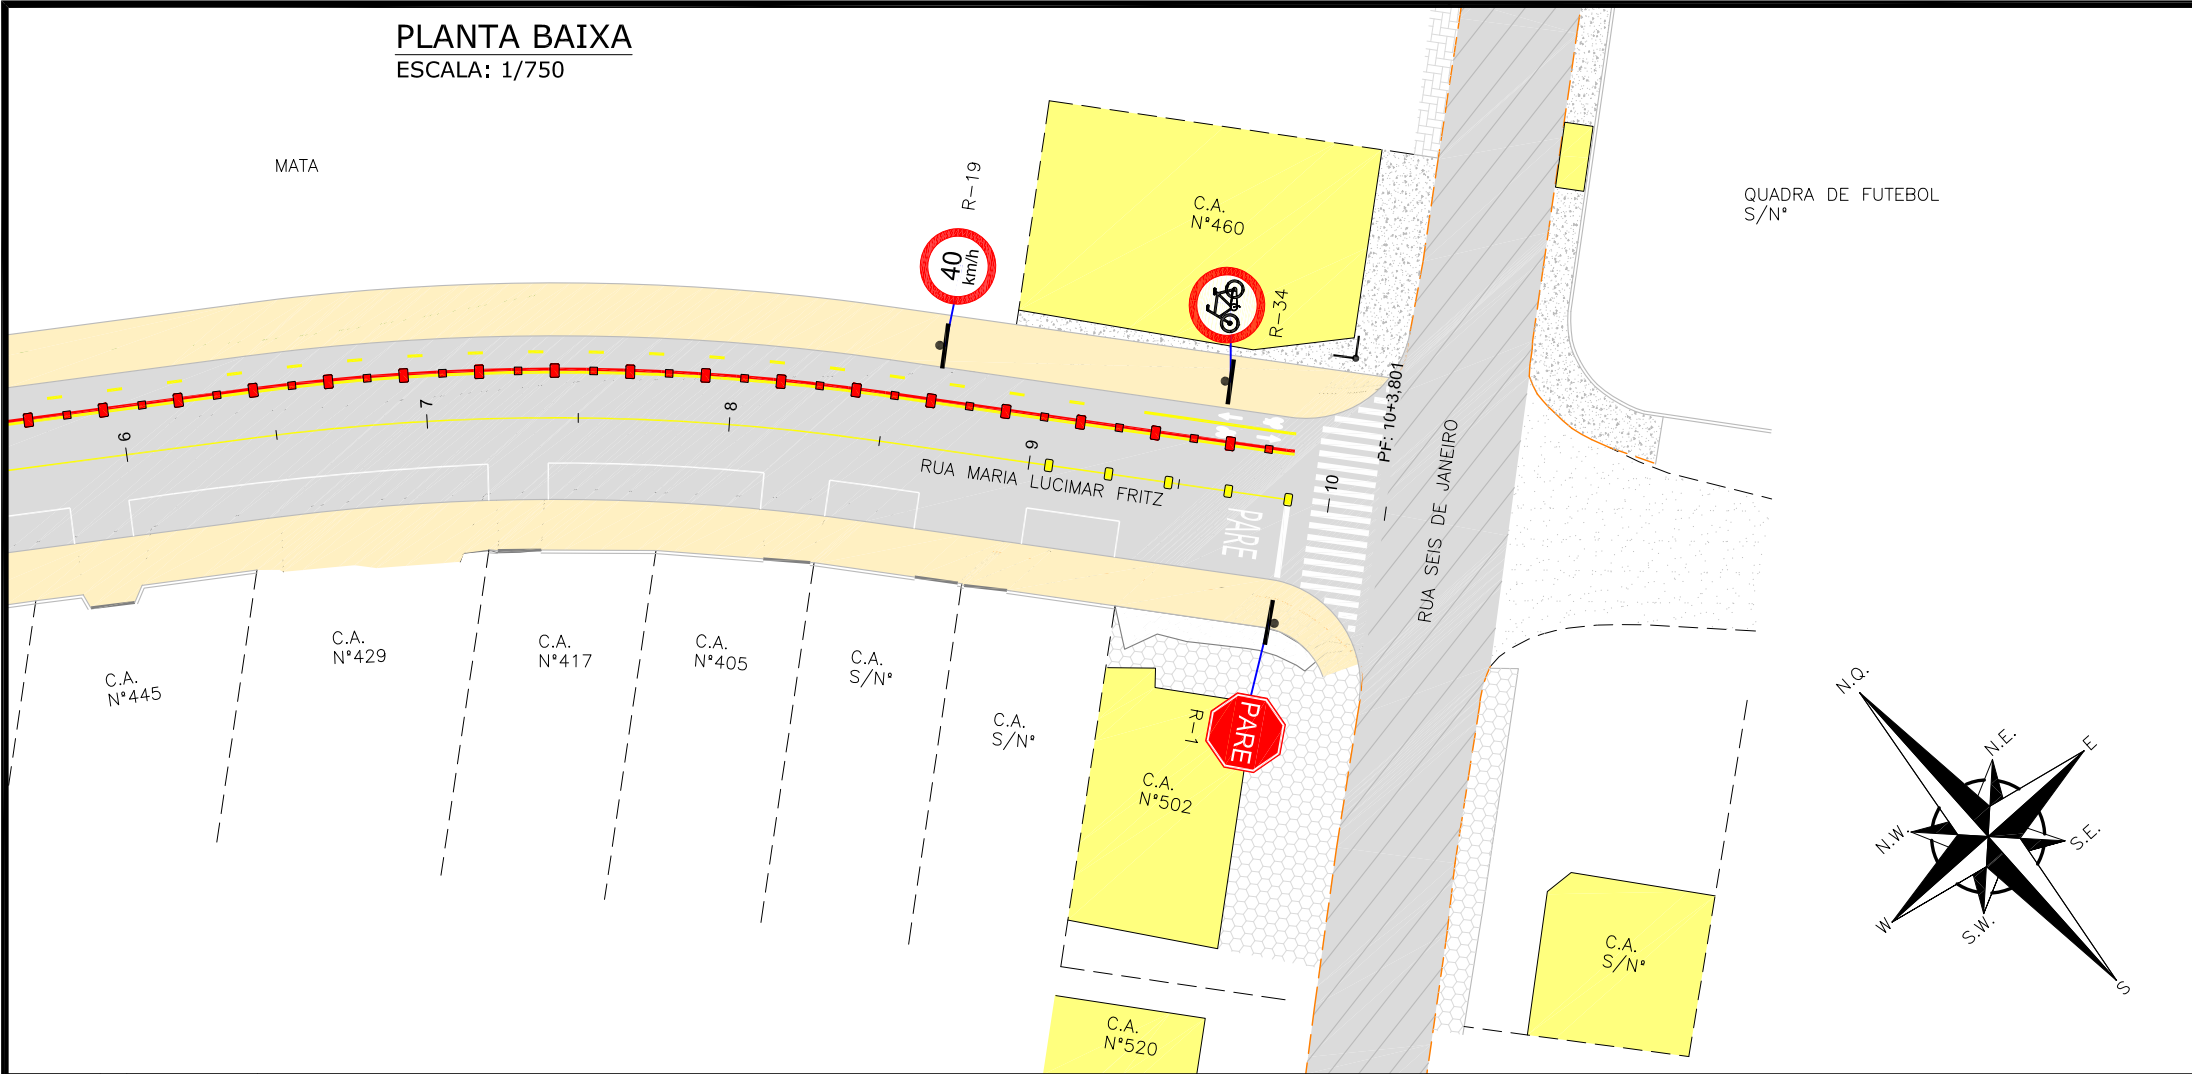 PLANTA BAIXA
ESCALA: 1/750
MATA
R-19
40
km/h
C.A.
N°460
R-34
QUADRA DE FUTEBOL
S/N°
6
7
8
9
10
PF: 10+3,801
RUA MARIA LUCIMAR FRITZ
RUA SEIS DE JANEIRO
PARE
C.A.
N°445
C.A.
N°429
C.A.
N°417
C.A.
N°405
C.A.
S/N°
C.A.
S/N°
R-1
PARE
C.A.
N°502
C.A.
N°520
C.A.
S/N°
N.Q.
N.E.
E
N.W.
S.E.
W
S.W.
S